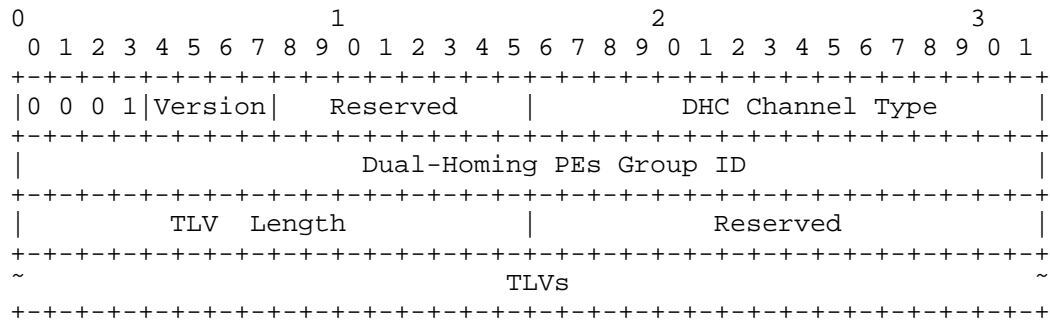 0                   1                   2                   3
 0 1 2 3 4 5 6 7 8 9 0 1 2 3 4 5 6 7 8 9 0 1 2 3 4 5 6 7 8 9 0 1
+-+-+-+-+-+-+-+-+-+-+-+-+-+-+-+-+-+-+-+-+-+-+-+-+-+-+-+-+-+-+-+-+
|0 0 0 1|Version|   Reserved    |         DHC Channel Type      |
+-+-+-+-+-+-+-+-+-+-+-+-+-+-+-+-+-+-+-+-+-+-+-+-+-+-+-+-+-+-+-+-+
|                     Dual-Homing PEs Group ID                  |
+-+-+-+-+-+-+-+-+-+-+-+-+-+-+-+-+-+-+-+-+-+-+-+-+-+-+-+-+-+-+-+-+
|         TLV  Length           |           Reserved            |
+-+-+-+-+-+-+-+-+-+-+-+-+-+-+-+-+-+-+-+-+-+-+-+-+-+-+-+-+-+-+-+-+
~                              TLVs                             ~
+-+-+-+-+-+-+-+-+-+-+-+-+-+-+-+-+-+-+-+-+-+-+-+-+-+-+-+-+-+-+-+-+